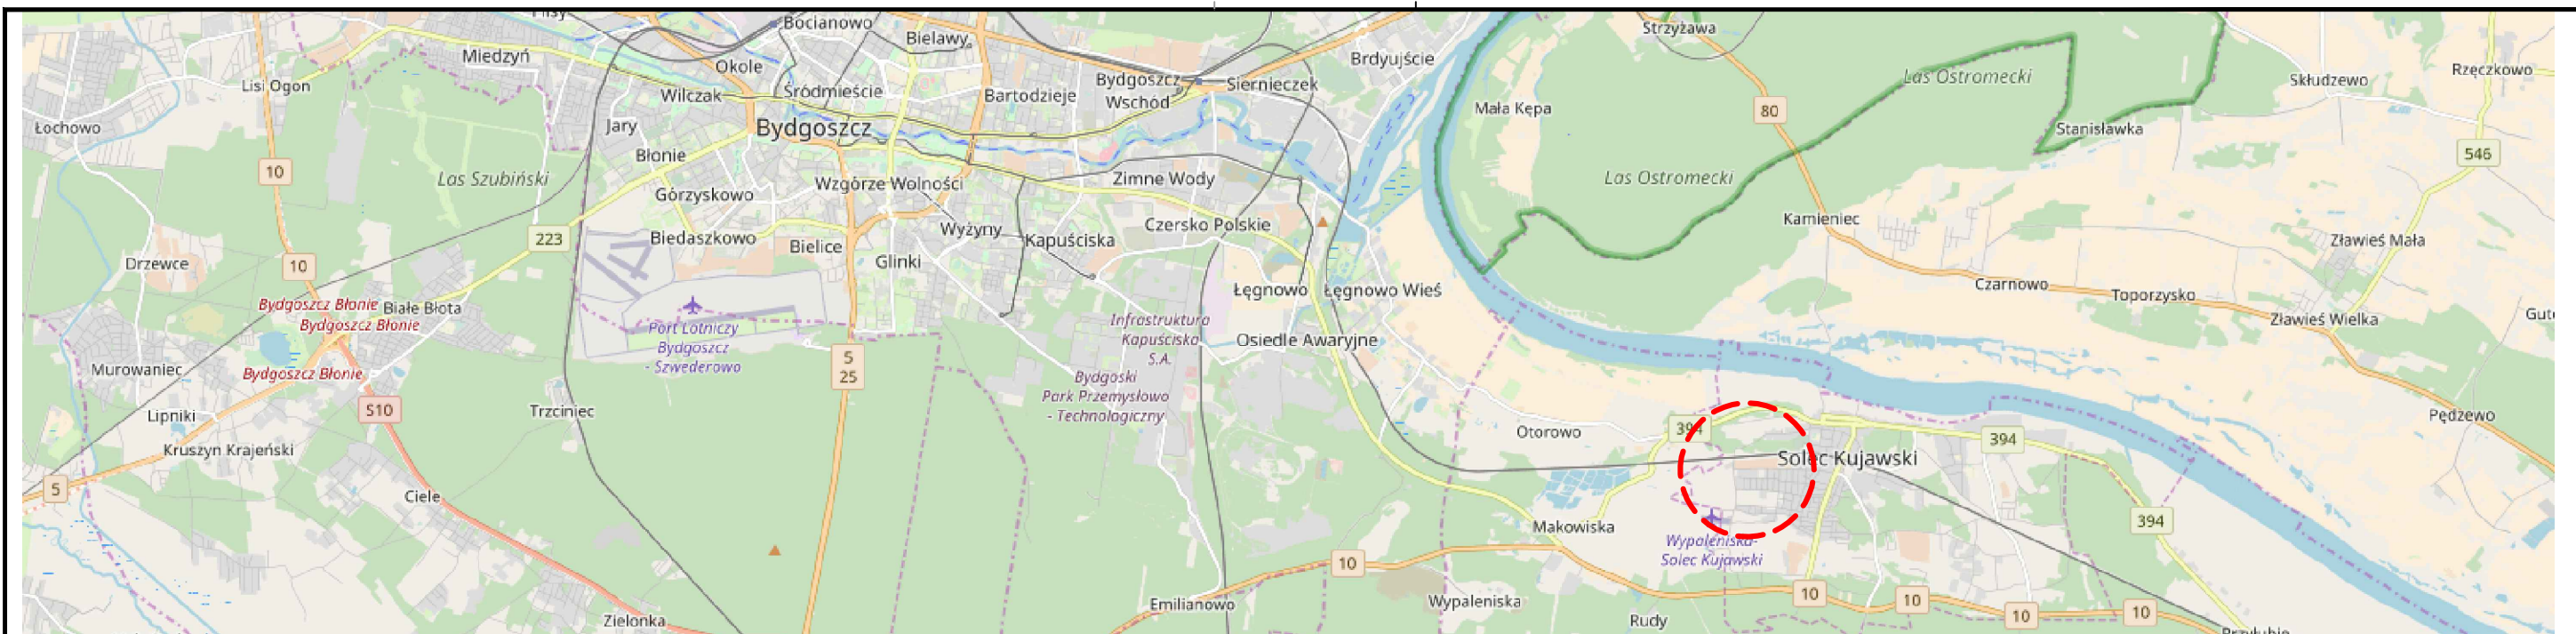 Bocianowo
Strzyżawa
Bielawy
Miedzyń
Brdyujście
Okole
Las Ostromecki
Rzęczkowo
Bydgoszcz
Wschód
Siernieczek
Skłudzewo
Lisi Ogon
Śródmieście
Wilczak
Bartodzieje
Mała Kępa
80
Łochowo
Jary
Bydgoszcz
Stanisławka
Błonie
546
10
Las Szubiński
Wzgórze Wolności
Zimne Wody
Las Ostromecki
Górzyskowo
Kamieniec
Czersko Polskie
Wyżyny
223
Biedaszkowo
Bielice
Kapuściska
Zławieś Mała
Drzewce
10
Glinki
Czarnowo
Łęgnowo
Łęgnowo Wieś
Toporzysko
Bydgoszcz Błonie
Białe Błota
Bydgoszcz Błonie
Port Lotniczy
Bydgoszcz
- Szwederowo
Infrastruktura
Kapuściska
S.A.
Zławieś Wielka
Osiedle Awaryjne
5
25
Murowaniec
Bydgoszcz Błonie
Bydgoski
Park Przemysłowo
- Technologiczny
S10
Trzciniec
Lipniki
Pędzewo
Otorowo
394
394
Kruszyn Krajeński
Solec Kujawski
5
Ciele
394
Makowiska
Wypaleniska-
Solec Kujawski
10
Emilianowo
Wypaleniska
10
10
10
10
Zielonka
Rudy